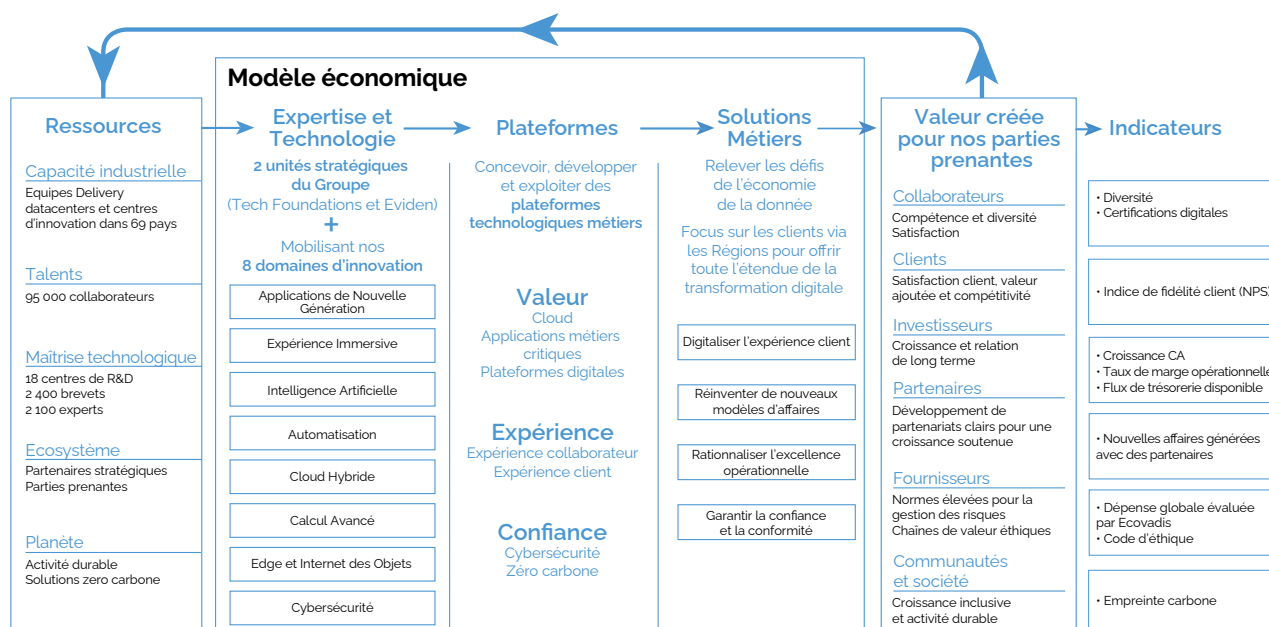 Modèle économique
Ressources
Capacité industrielle
Equipes Delivery
datacenters et centres
d'innovation dans 69 pays
Talents
95 000 collaborateurs
Maîtrise technologique
18 centres de R&D
2 400 brevets
2 100 experts
Ecosystème
Partenaires stratégiques
Parties prenantes
Planète
Activité durable
Solutions zero carbone
Expertise et
Technologie
2 unités stratégiques
du Groupe
(Tech Foundations et Eviden)
+
Mobilisant nos
8 domaines d'innovation
Applications de Nouvelle
Génération
Expérience Immersive
Intelligence Artificielle
Automatisation
Cloud Hybride
Calcul Avancé
Edge et Internet des Objets
Cybersécurité
Plateformes
Concevoir, développer
et exploiter des
plateformes
technologiques métiers
Valeur
Cloud
Applications métiers
critiques
Plateformes digitales
Expérience
Expérience collaborateur
Expérience client
Confiance
Cybersécurité
Zéro carbone
Solutions
Métiers
Relever les défis
de l'économie
de la donnée
Focus sur les clients via
les Régions pour offrir
toute l'étendue de la
transformation digitale
Digitaliser l'expérience client
Réinventer de nouveaux
modèles d'affaires
Rationnaliser l'excellence
opérationnelle
Garantir la confiance
et la conformité
Valeur créée
pour nos parties
prenantes
Collaborateurs
Compétence et diversité
Satisfaction
Clients
Satisfaction client, valeur
ajoutée et compétitivité
Investisseurs
Croissance et relation
de long terme
Partenaires
Développement de
partenariats clairs pour une
croissance soutenue
Fournisseurs
Normes élevées pour la
gestion des risques
Chaînes de valeur éthiques
Communautés
et société
Croissance inclusive
et activité durable
Indicateurs
• Diversité
• Certifications digitales
• Indice de fidélité client (NPS)
• Croissance CA
• Taux de marge opérationnelle
• Flux de trésorerie disponible
• Nouvelles affaires générées
avec des partenaires
• Dépense globale évaluée
par Ecovadis
• Code d'éthique
• Empreinte carbone